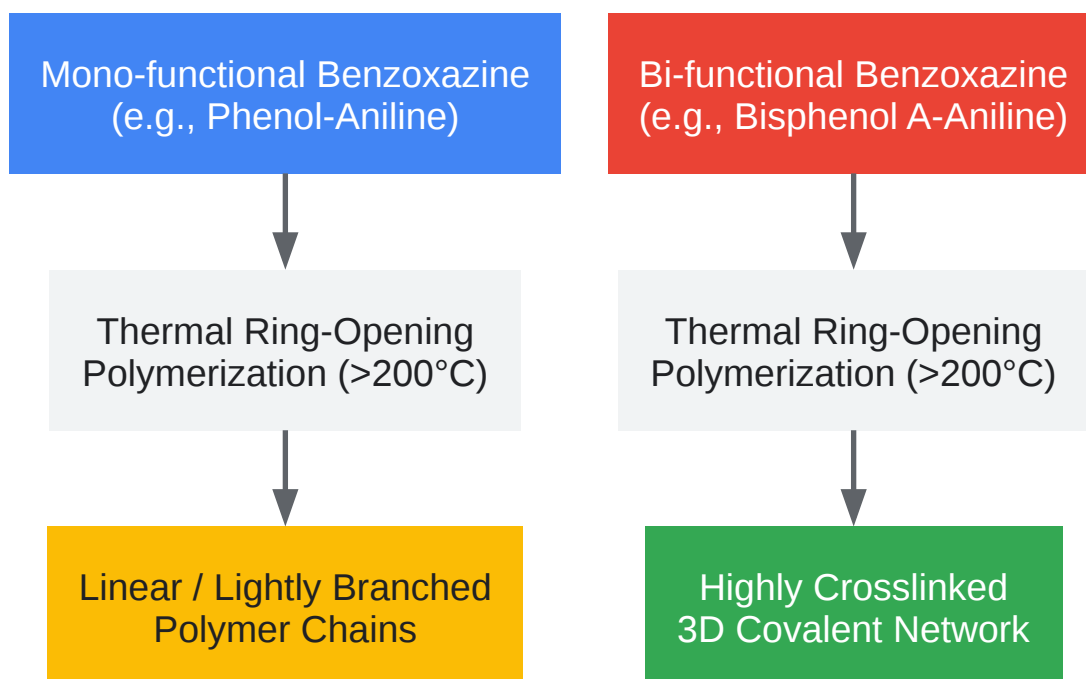 Mono-functional Benzoxazine
(e.g., Phenol-Aniline)
Thermal Ring-Opening
Polymerization (>200°C)
Linear / Lightly Branched
Polymer Chains
Bi-functional Benzoxazine
(e.g., Bisphenol A-Aniline)
Thermal Ring-Opening
Polymerization (>200°C)
Highly Crosslinked
3D Covalent Network